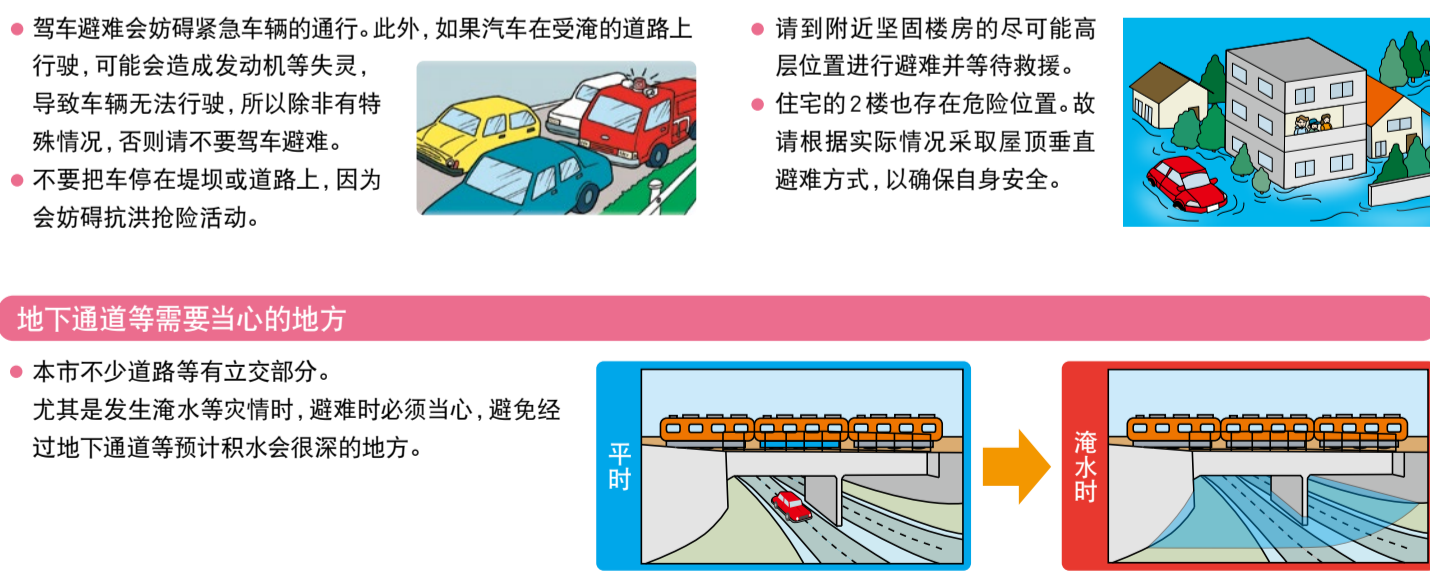 ● 驾车避难会妨碍紧急车辆的通行。此外，如果汽车在受淹的道路上
行驶，可能会造成发动机等失灵，
导致车辆无法行驶，所以除非有特
殊情况，否则请不要驾车避难。
● 不要把车停在堤坝或道路上，因为
会妨碍抗洪抢险活动。
● 请到附近坚固楼房的尽可能高
层位置进行避难并等待救援。
● 住宅的2楼也存在危险位置。故
请根据实际情况采取屋顶垂直
避难方式，以确保自身安全。
地下通道等需要当心的地方
● 本市不少道路等有立交部分。
尤其是发生淹水等灾情时，避难时必须当心，避免经
过地下通道等预计积水会很深的地方。
平时
淹水时